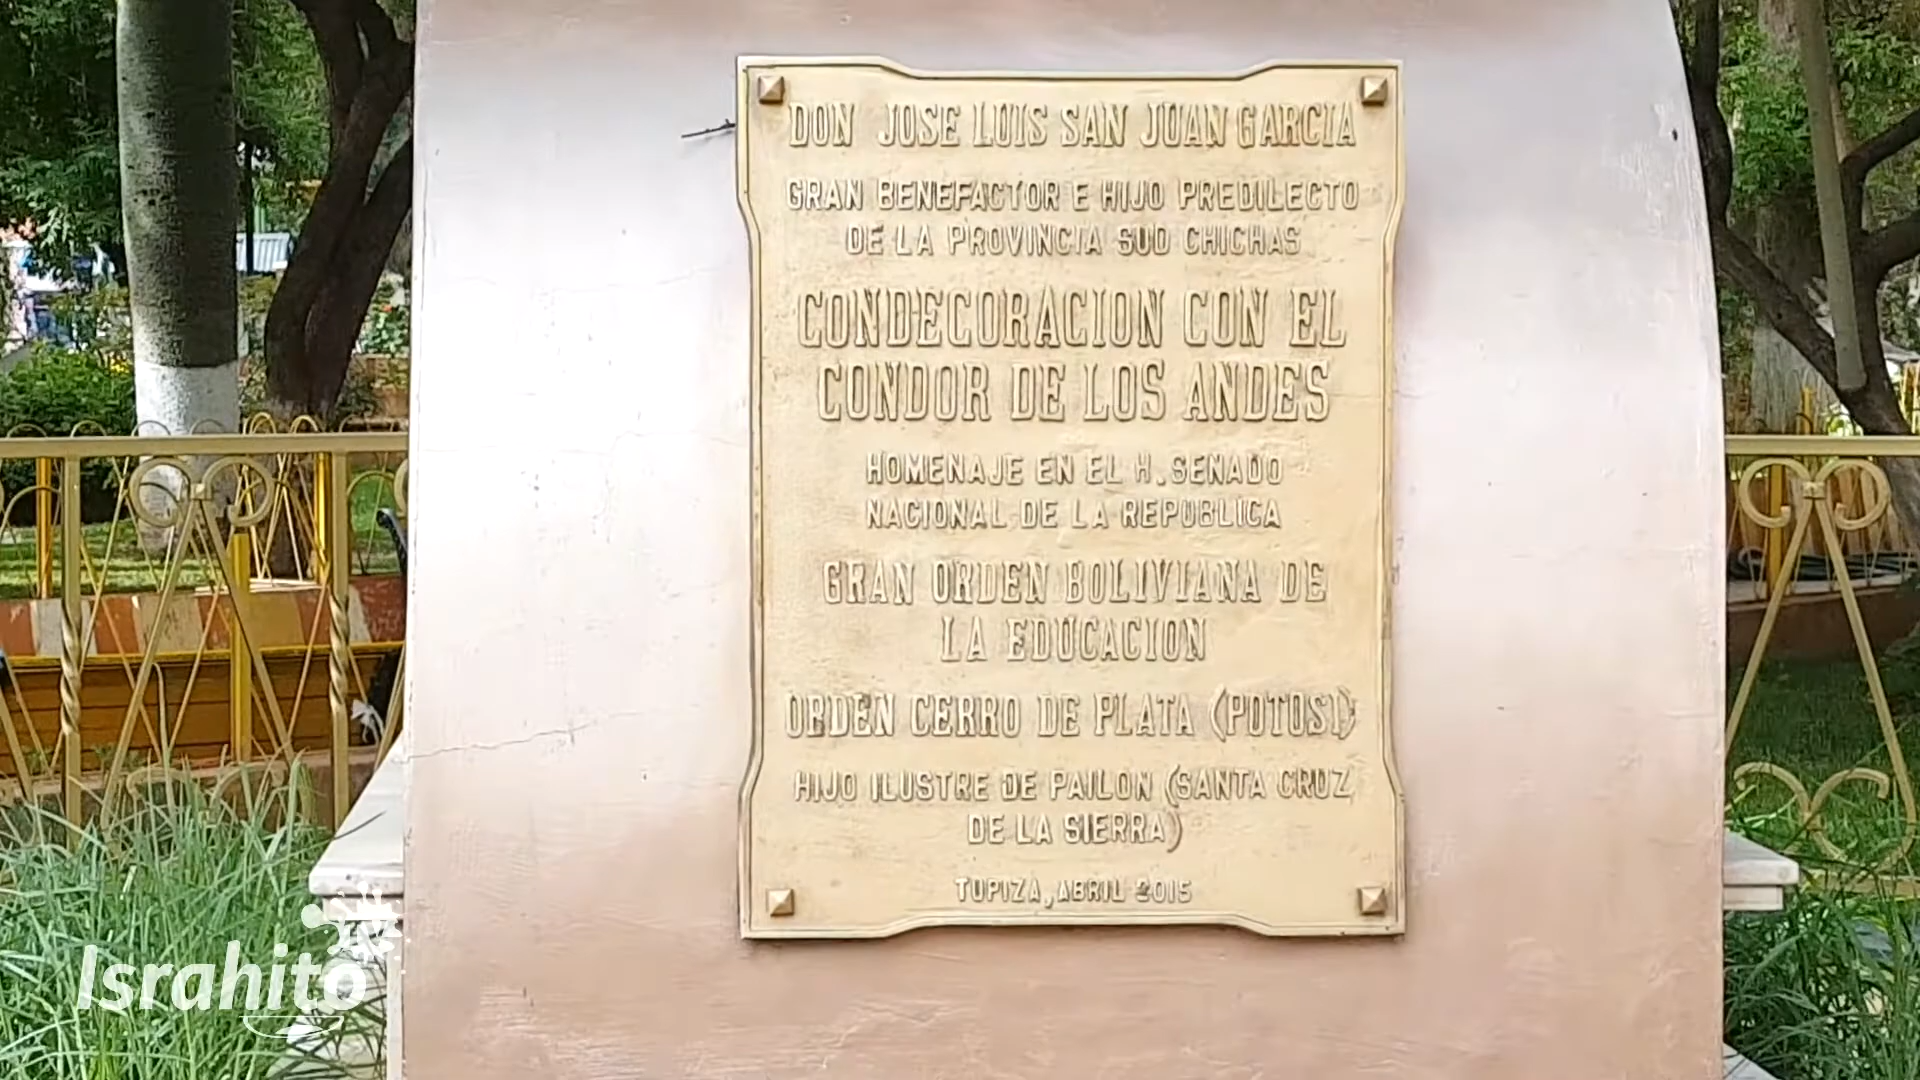 DON JOSE LUIS SAN JUAN GARCIA
GRAN BENEFACTOR E HIJO PREDILECTO
DE LA PROVINCIA SUD CHICHAS
CONDECORACION CON EL
CONDOR DE LOS ANDES
HOMENAJE EN EL H. SENADO
NACIONAL DE LA REPUBLICA
GRAN ORDEN BOLIVIANA DE
LA EDUCACION
ORDEN CERRO DE PLATA (POTOSI)
HIJO ILUSTRE DE PAILON (SANTA CRUZ
DE LA SIERRA)
TUPIZA, ABRIL 2015
Israhito
TV